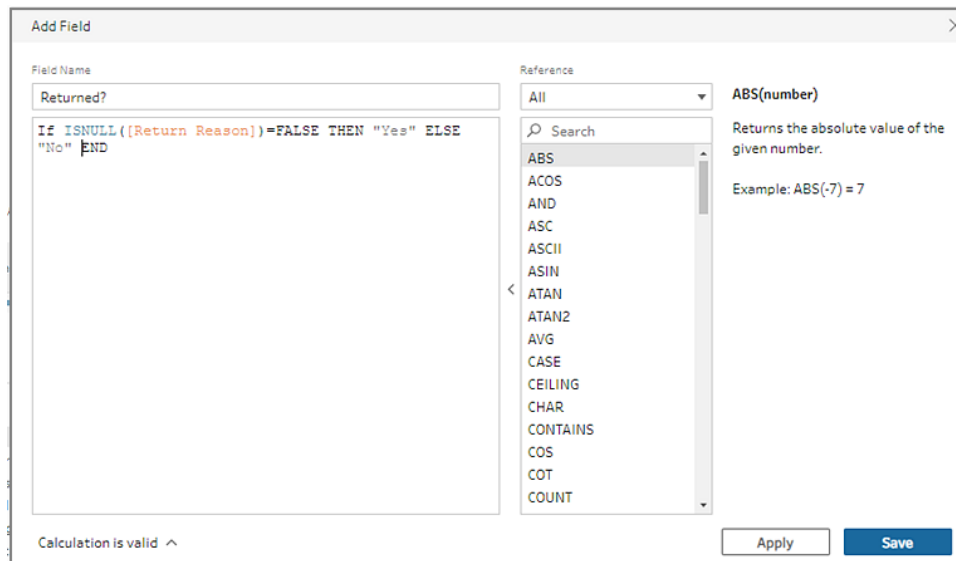 Add Field
Field Name
Returned?
If ISNULL([Return Reason])=FALSE THEN "Yes" ELSE
"No" END
Reference
All
Search
ABS
ACOS
AND
ASC
ASCII
ASIN
ATAN
ATAN2
AVG
CASE
CEILING
CHAR
CONTAINS
COS
COT
COUNT
ABS(number)
Returns the absolute value of the
given number.
Example: ABS(-7) = 7
Calculation is valid
Apply
Save